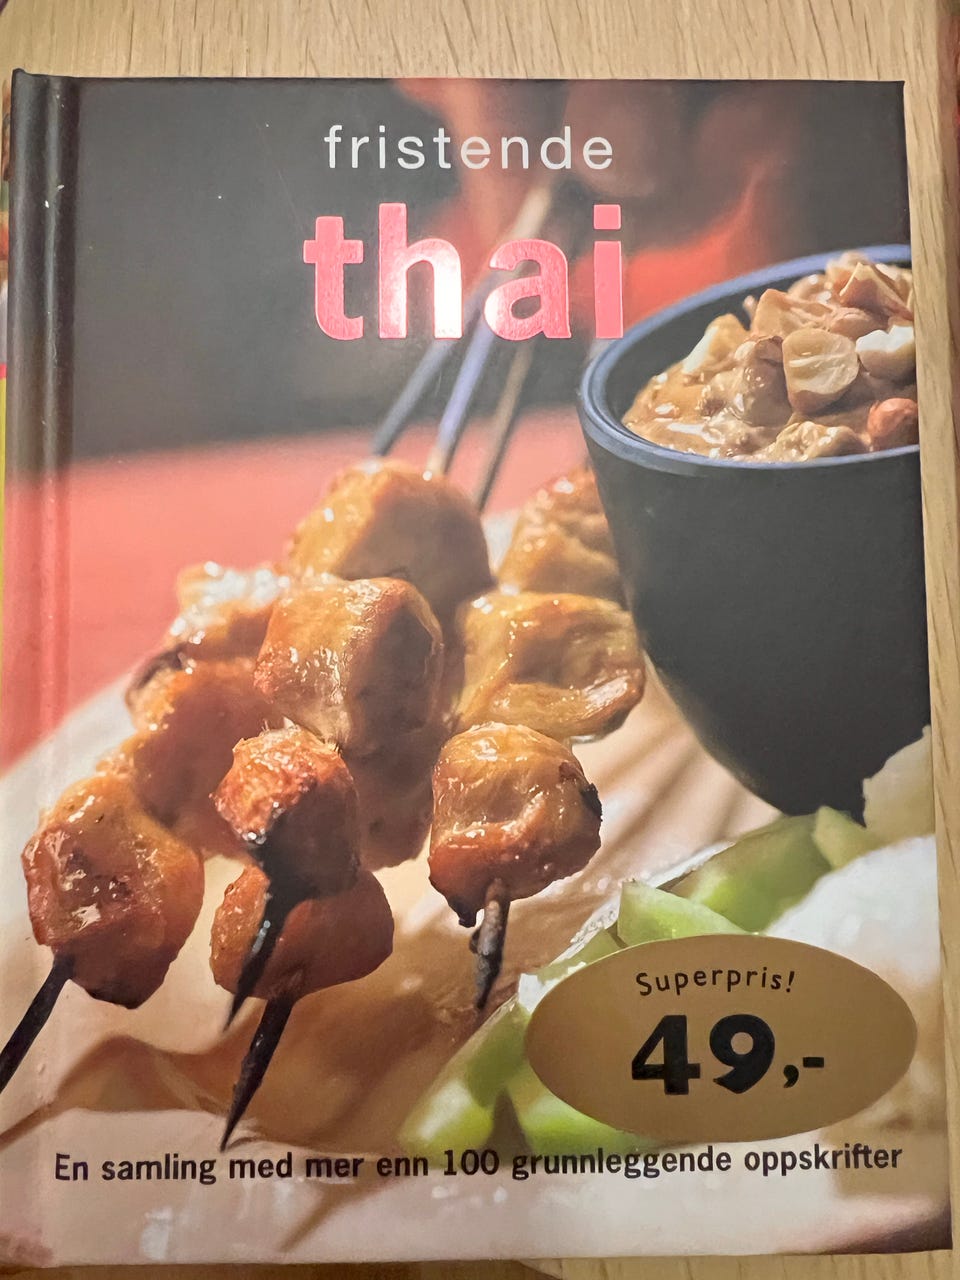 fristende
thai
Superpris!
49,-
En samling med mer enn 100 grunnleggende oppskrifter